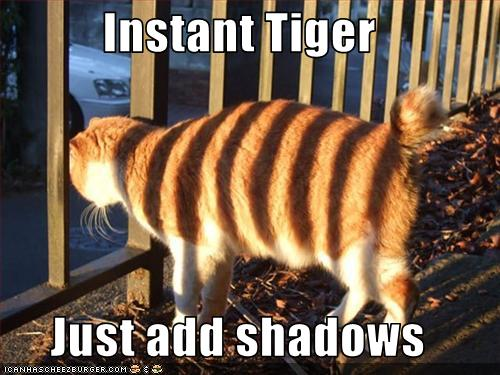 Instant Tiger
Just add shadows
ICANHASCHEEZBURGER.COM